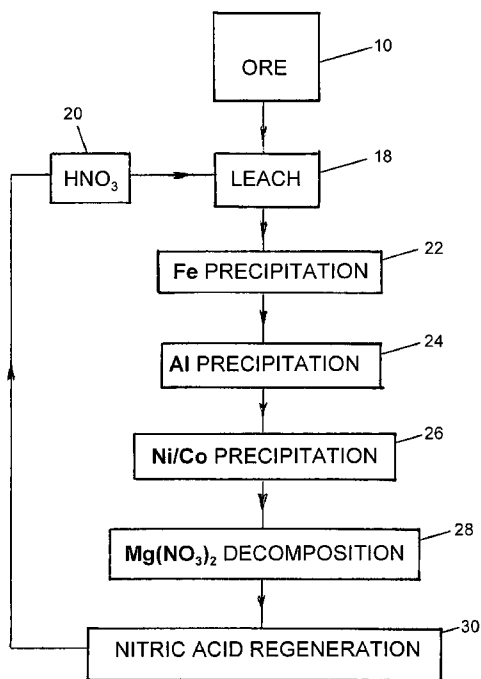 10
ORE
20
HNO₃
LEACH
18
Fe PRECIPITATION
22
Al PRECIPITATION
24
Ni/Co PRECIPITATION
26
Mg(NO₃)₂ DECOMPOSITION
28
NITRIC ACID REGENERATION
30